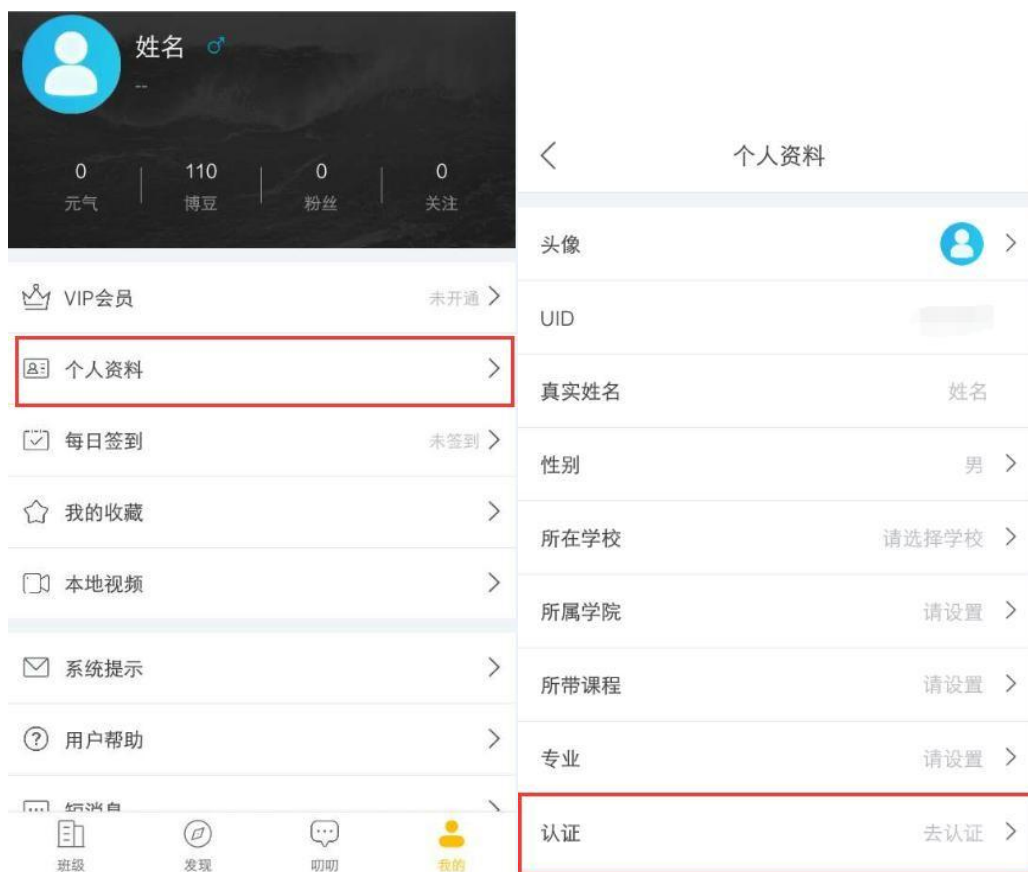 姓名
--
0 110 0 0
元气 博豆 粉丝 关注
VIP会员 未开通
个人资料
每日签到 未签到
我的收藏
本地视频
系统提示
用户帮助
短消息
班级 发现 叨叨 我的
个人资料
头像
UID
真实姓名 姓名
性别 男
所在学校 请选择学校
所属学院 请设置
所带课程 请设置
专业 请设置
认证 去认证